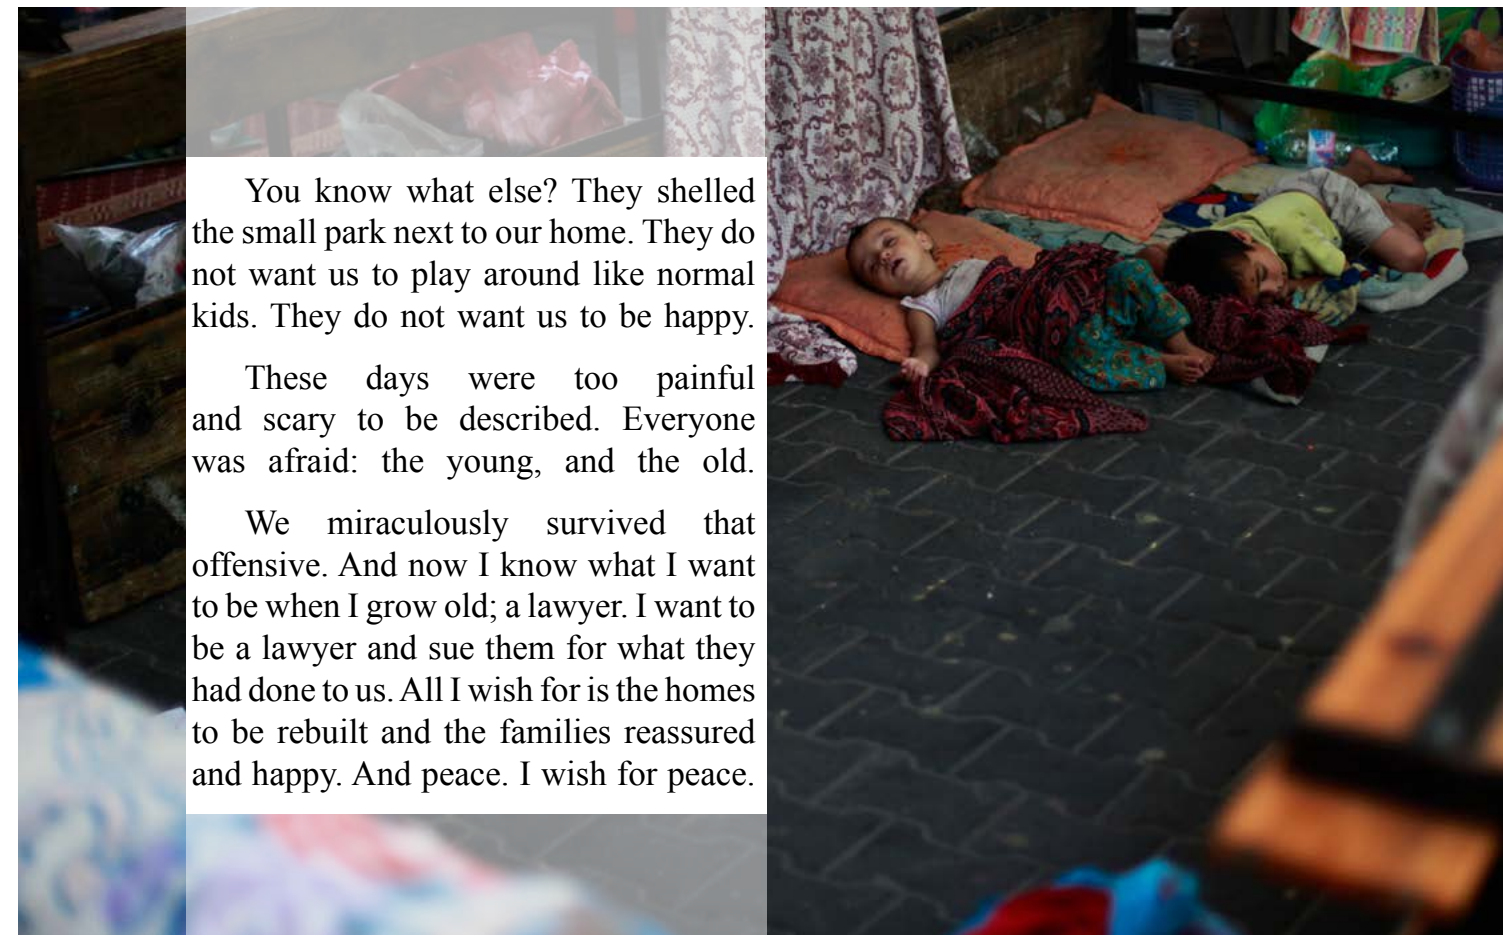 You know what else? They shelled
the small park next to our home. They do
not want us to play around like normal
kids. They do not want us to be happy.
These days were too painful
and scary to be described. Everyone
was afraid: the young, and the old.
We miraculously survived that
offensive. And now I know what I want
to be when I grow old; a lawyer. I want to
be a lawyer and sue them for what they
had done to us. All I wish for is the homes
to be rebuilt and the families reassured
and happy. And peace. I wish for peace.